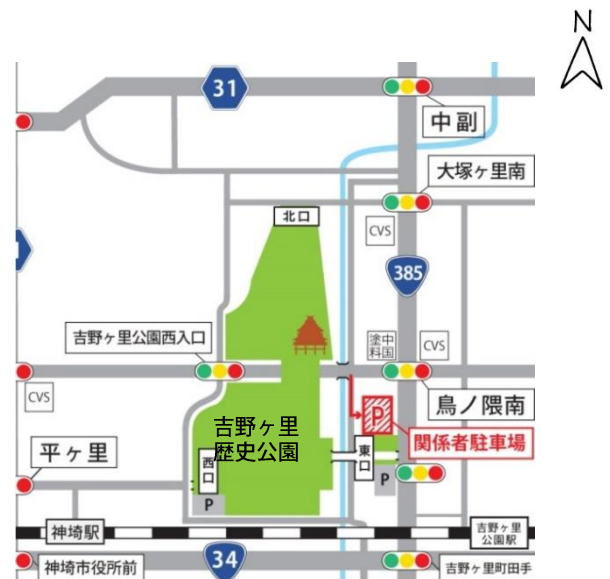 N
31
中副
大塚ヶ里南
北口
CVS
385
吉野ヶ里公園西入口
塗中
料国
CVS
CVS
鳥ノ隈南
P
関係者駐車場
吉野ヶ里
歴史公園
平ヶ里
西口
東口
P
P
神埼駅
吉野ヶ里
公園駅
神埼市役所前
34
吉野ヶ里町田手